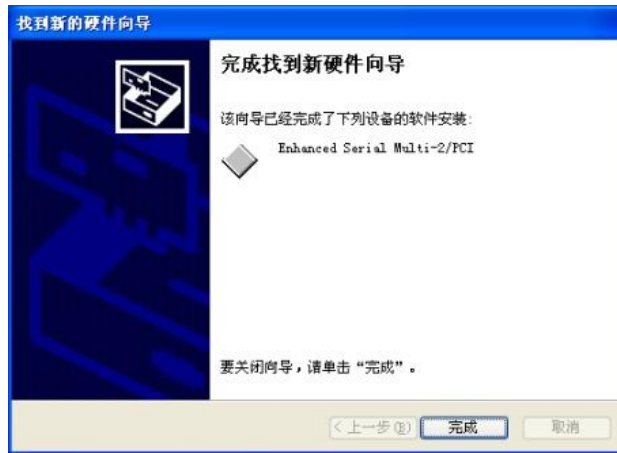 找到新的硬件向导
完成找到新硬件向导
该向导已经完成了下列设备的软件安装:
Enhanced Serial Multi-2/PCI
要关闭向导，请单击“完成”。
<上一步(B)
完成
取消